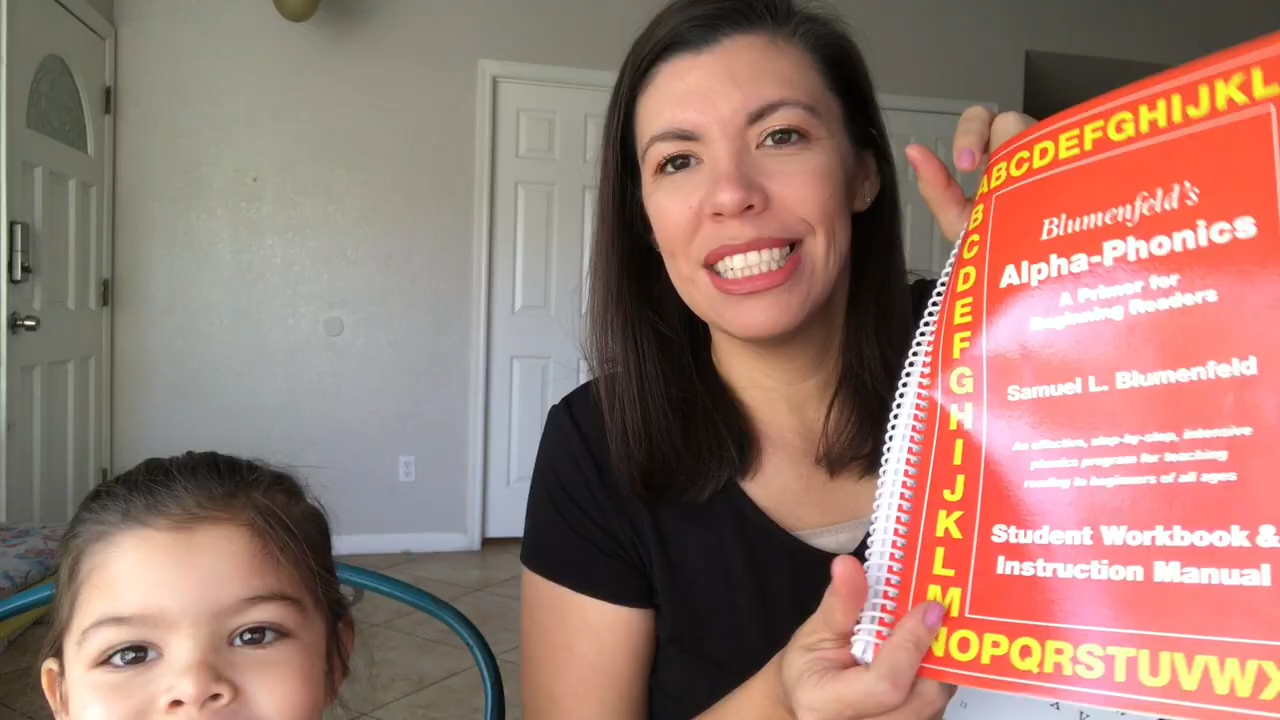 ABCDEFGHIJKL
B
C
D
E
F
G
H
I
J
K
L
M
NOPQRSTUVWX
Blumenfeld's
Alpha-Phonics
A Primer for
Beginning Readers
Samuel L. Blumenfeld
An effective, step-by-step, intensive
phonics program for teaching
reading to beginners of all ages
Student Workbook &
Instruction Manual